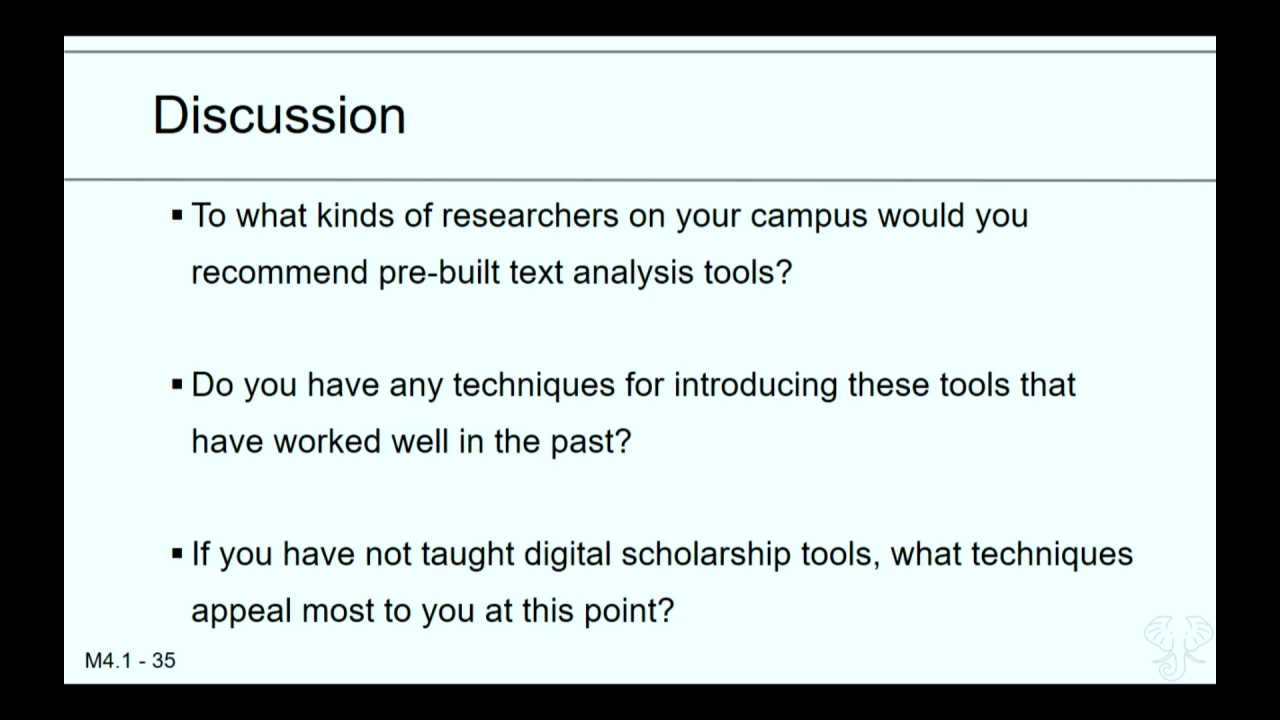 Discussion
▪ To what kinds of researchers on your campus would you
recommend pre-built text analysis tools?
▪ Do you have any techniques for introducing these tools that
have worked well in the past?
▪ If you have not taught digital scholarship tools, what techniques
appeal most to you at this point?
M4.1 - 35